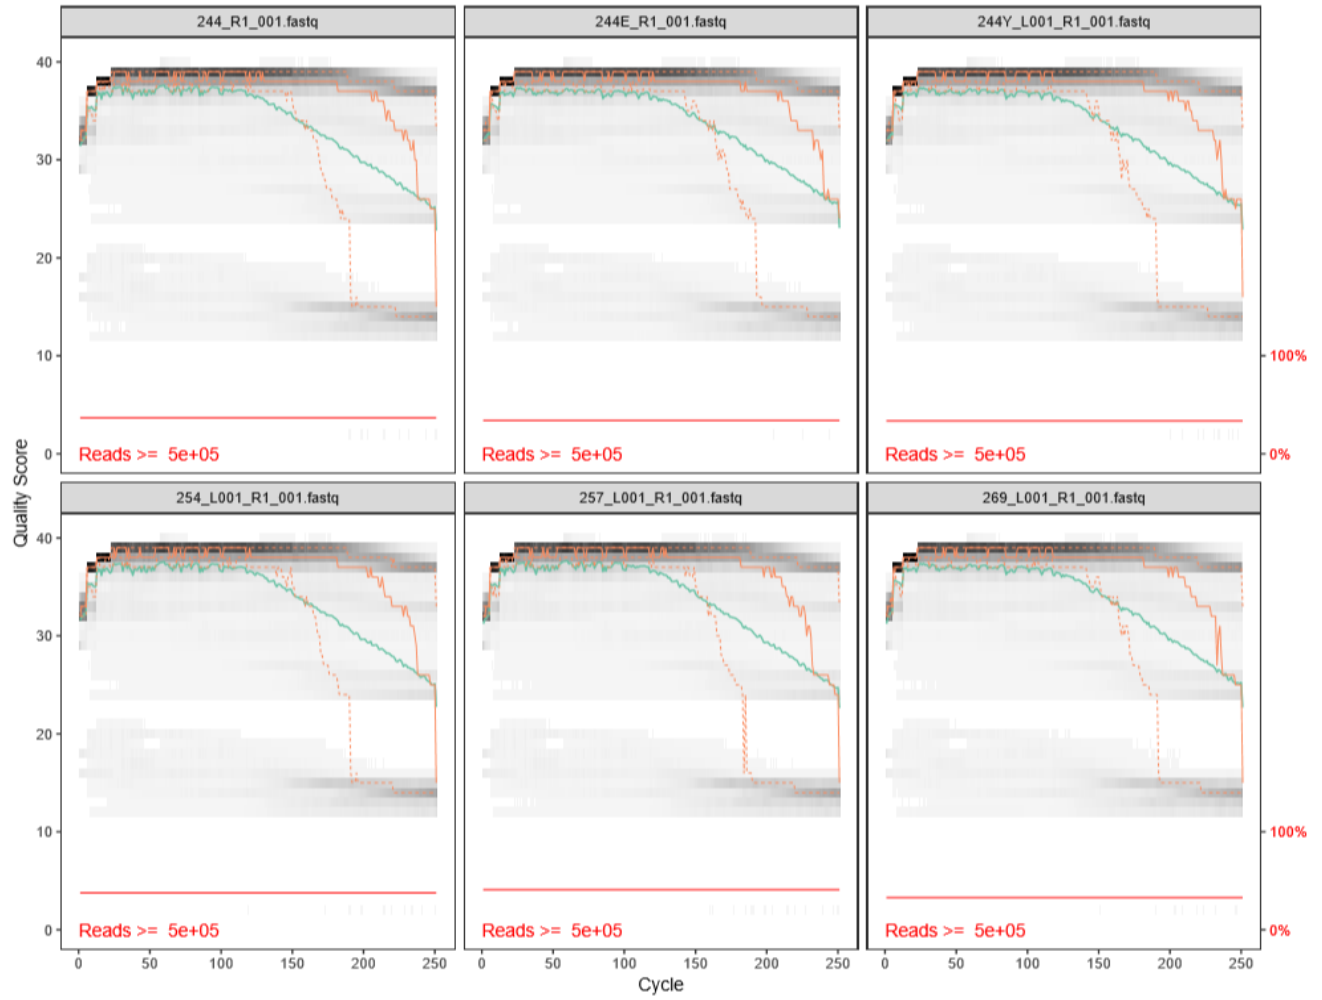 244_R1_001.fastq
244E_R1_001.fastq
244Y_L001_R1_001.fastq
40
30
20
10
0
100%
0%
Reads >= 5e+05
Reads >= 5e+05
Reads >= 5e+05
Quality Score
254_L001_R1_001.fastq
257_L001_R1_001.fastq
269_L001_R1_001.fastq
40
30
20
10
0
100%
0%
Reads >= 5e+05
Reads >= 5e+05
Reads >= 5e+05
0 50 100 150 200 250
0 50 100 150 200 250
0 50 100 150 200 250
Cycle